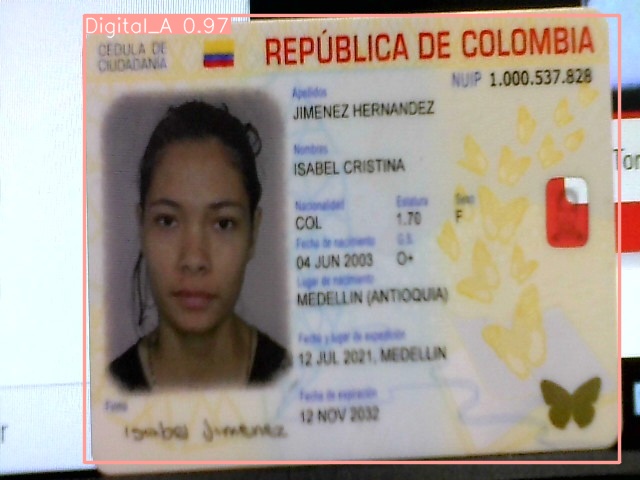 Digital_A 0.97
CÉDULA DE
CIUDADANÍA
REPÚBLICA DE COLOMBIA
NUIP 1.000.537.828
Apellidos
JIMENEZ HERNANDEZ
Nombres
ISABEL CRISTINA
Nacionalidad Estatura Sexo
COL 1.70 F
Fecha de nacimiento G.S.
04 JUN 2003 O+
Lugar de nacimiento
MEDELLIN (ANTIOQUIA)
Fecha y lugar de expedición
12 JUL 2021, MEDELLIN
Fecha de expiración
12 NOV 2032
Firma
Isabel Jimenez
Tor